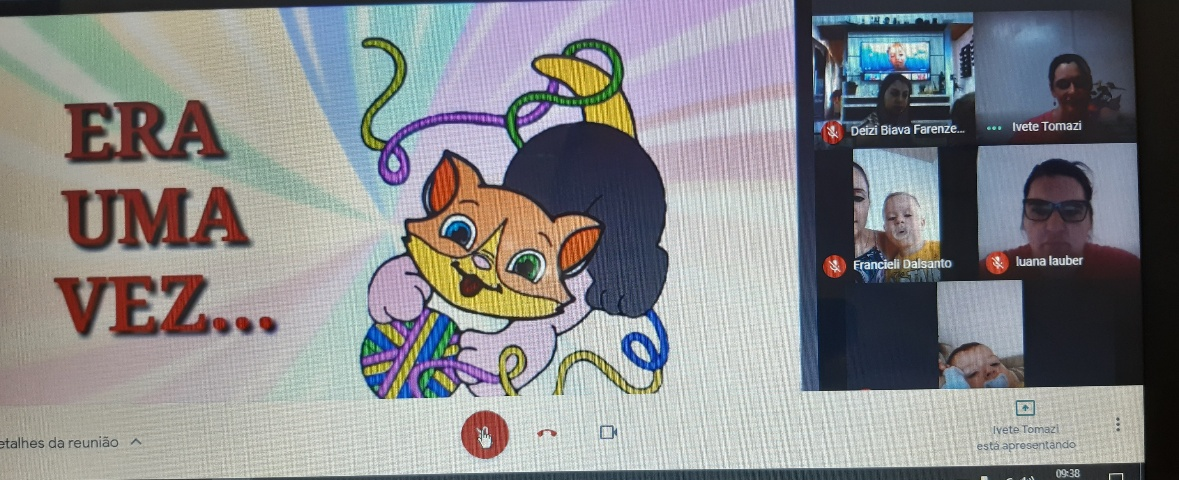 ERA
UMA
VEZ...
Deizi Biava Farenze...
Ivete Tomazi
Francieli Dalsanto
luana lauber
etalhes da reunião
Ivete Tomazi
está apresentando
09:38